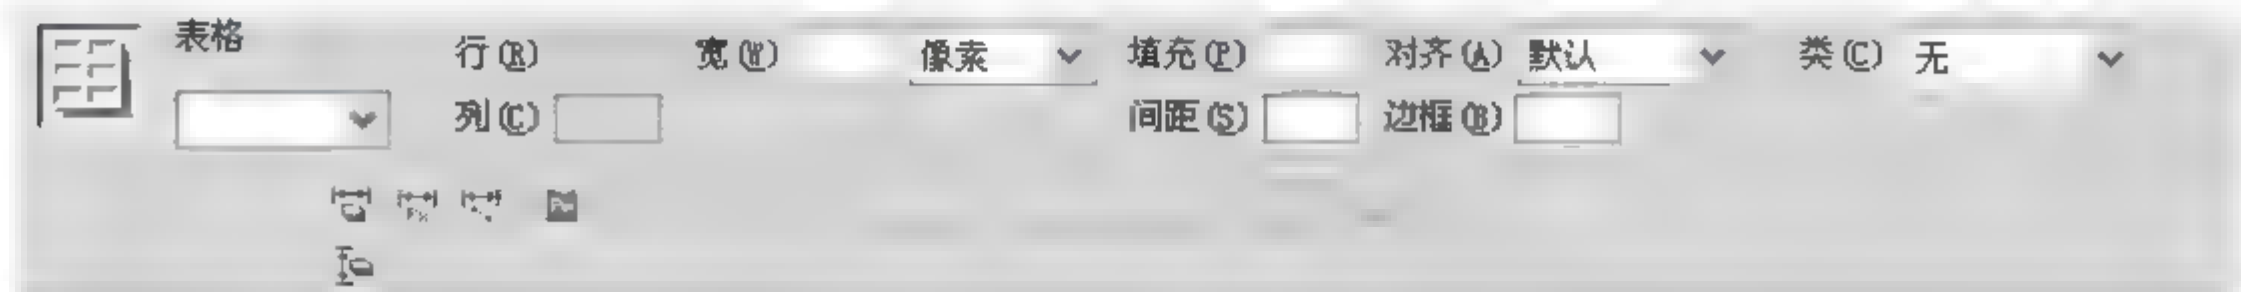 表格
行(R) 宽(W) 像素 填充(P) 对齐(A) 默认 类(C) 无
列(C) 间距(S) 边框(B)